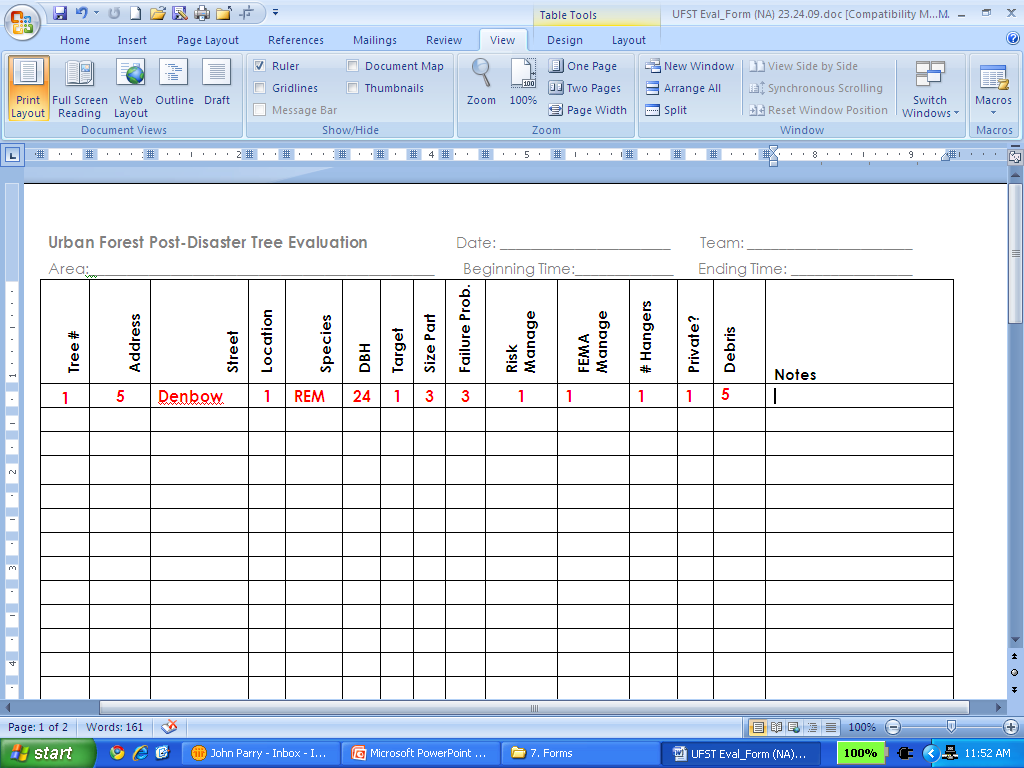 Table Tools
UFST Eval_Form (NA) 23.24.09.doc [Compatibility M...M.
Home Insert Page Layout References Mailings Review View Design Layout
Print Layout
Full Screen Reading
Web Layout
Outline
Draft
Document Views
Ruler
Gridlines
Message Bar
Document Map
Thumbnails
Show/Hide
Zoom
100%
One Page
Two Pages
Page Width
Zoom
New Window
Arrange All
Split
View Side by Side
Synchronous Scrolling
Reset Window Position
Switch Windows
Window
Macros
Macros
Urban Forest Post-Disaster Tree Evaluation Date: ____________________ Team: ____________________
Area:________________________________________ Beginning Time:____________ Ending Time: _______________
Tree # Address Street Location Species DBH Target Size Part Failure Prob. Risk Manage FEMA Manage # Hangers Private? Debris Notes
1 5 Denbow 1 REM 24 1 3 3 1 1 1 1 5
Page: 1 of 2 Words: 161 100%
start John Parry - Inbox - I... Microsoft PowerPoint ... 7. Forms UFST Eval_Form (NA)... 100% 11:52 AM